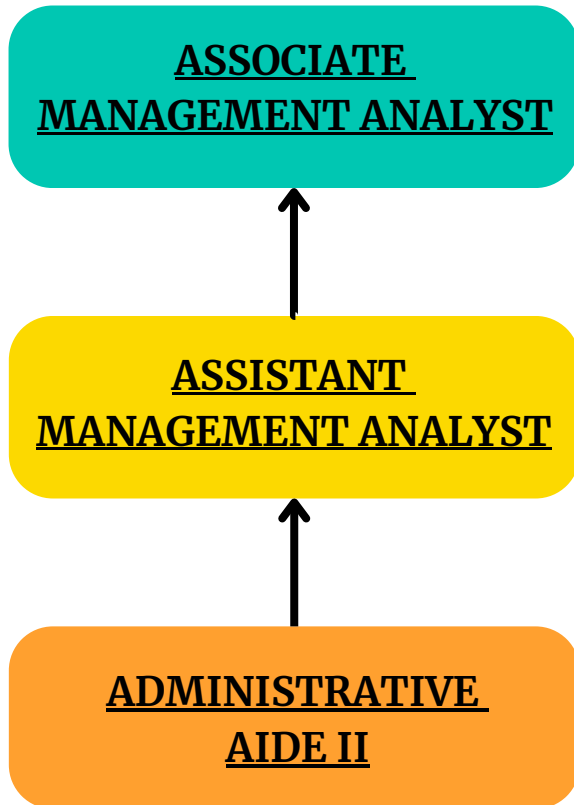 ASSOCIATE
MANAGEMENT ANALYST
ASSISTANT
MANAGEMENT ANALYST
ADMINISTRATIVE
AIDE II